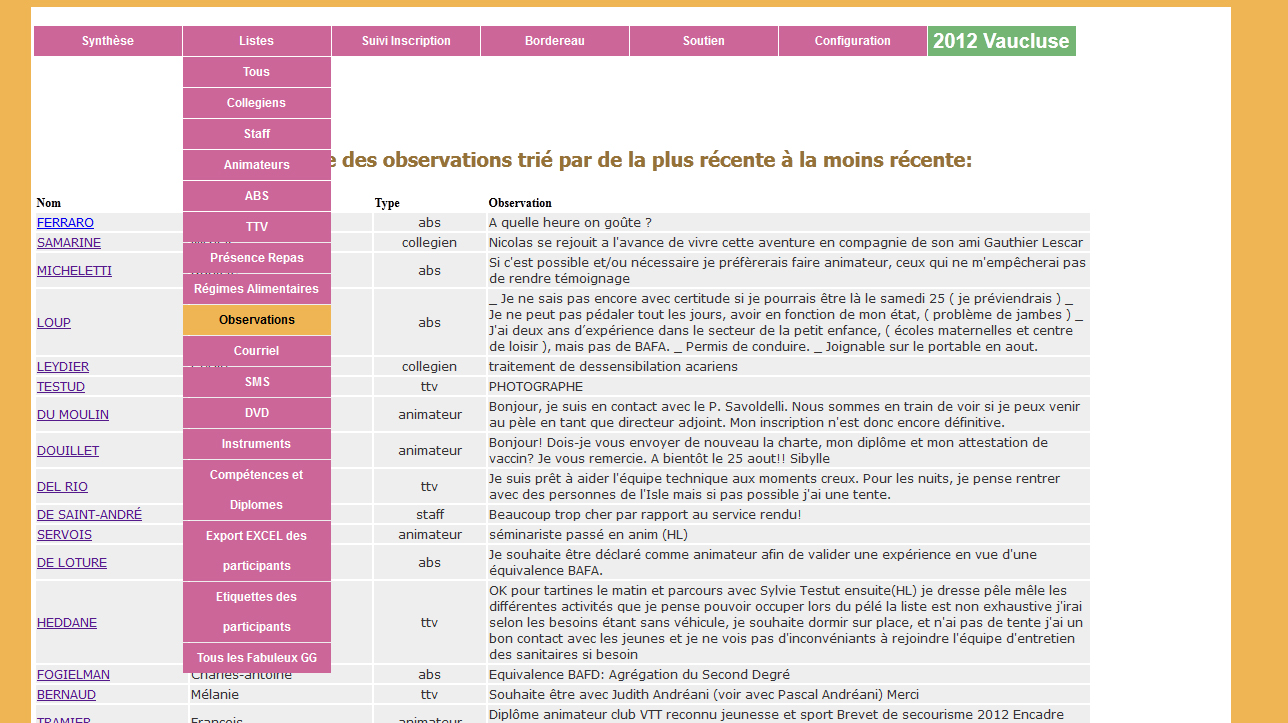 Synthèse Listes Suivi Inscription Bordereau Soutien Configuration 2012 Vaucluse
Tous
Collegiens
Staff
Animateurs
ABS
TTV
Présence Repas
Régimes Alimentaires
Observations
Courriel
SMS
DVD
Instruments
Compétences et
Diplomes
Export EXCEL des
participants
Etiquettes des
participants
Tous les Fabuleux GG
des observations trié par de la plus récente à la moins récente:
Nom Type Observation
FERRARO abs A quelle heure on goûte ?
SAMARINE collegien Nicolas se rejouit a l'avance de vivre cette aventure en compagnie de son ami Gauthier Lescar
MICHELETTI abs Si c'est possible et/ou nécessaire je préfèrerais faire animateur, ceux qui ne m'empêcherai pas
de rendre témoignage
LOUP abs _ Je ne sais pas encore avec certitude si je pourrais être là le samedi 25 ( je préviendrais ) _
Je ne peut pas pédaler tout les jours, avoir en fonction de mon état, ( problème de jambes ) _
J'ai deux ans d’expérience dans le secteur de la petit enfance, ( écoles maternelles et centre
de loisir ), mais pas de BAFA. _ Permis de conduire. _ Joignable sur le portable en aout.
LEYDIER collegien traitement de dessensibilation acariens
TESTUD ttv PHOTOGRAPHE
DU MOULIN animateur Bonjour, je suis en contact avec le P. Savoldelli. Nous sommes en train de voir si je peux venir
au pèle en tant que directeur adjoint. Mon inscription n'est donc encore définitive.
DOUILLET animateur Bonjour! Dois-je vous envoyer de nouveau la charte, mon diplôme et mon attestation de
vaccin? Je vous remercie. A bientôt le 25 aout!! Sibylle
DEL RIO ttv Je suis prêt à aider l'équipe technique aux moments creux. Pour les nuits, je pense rentrer
avec des personnes de l'Isle mais si pas possible j'ai une tente.
DE SAINT-ANDRÉ staff Beaucoup trop cher par rapport au service rendu!
SERVOIS animateur séminariste passé en anim (HL)
DE LOTURE abs Je souhaite être déclaré comme animateur afin de valider une expérience en vue d'une
équivalence BAFA.
HEDDANE ttv OK pour tartines le matin et parcours avec Sylvie Testut ensuite(HL) je dresse pêle mêle les
différentes activités que je pense pouvoir occuper lors du pélé la liste est non exhaustive j'irai
selon les besoins étant sans véhicule, je souhaite dormir sur place, et n'ai pas de tente j'ai un
bon contact avec les jeunes et je ne vois pas d'inconvéniants à rejoindre l'équipe d'entretien
des sanitaires si besoin
FOGIELMAN Charles-antoine abs Equivalence BAFD: Agrégation du Second Degré
BERNAUD Mélanie ttv Souhaite être avec Judith Andréani (voir avec Pascal Andréani) Merci
TRAMIER François animateur Diplôme animateur club VTT reconnu jeunesse et sport Brevet de secourisme 2012 Encadre